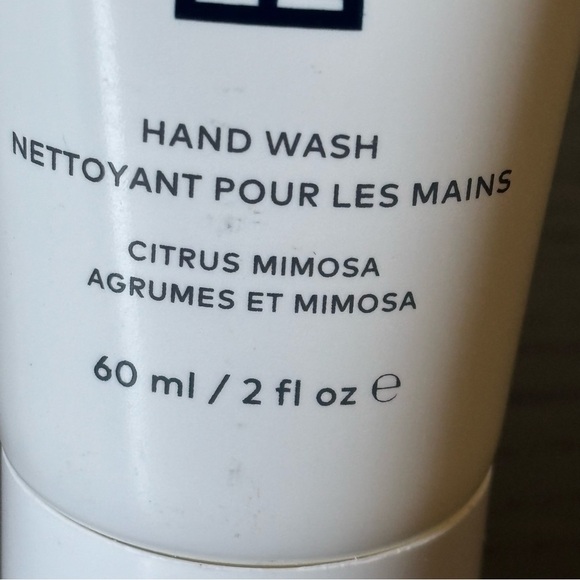 HAND WASH
NETTOYANT POUR LES MAINS
CITRUS MIMOSA
AGRUMES ET MIMOSA
60 ml / 2 fl oz ℮